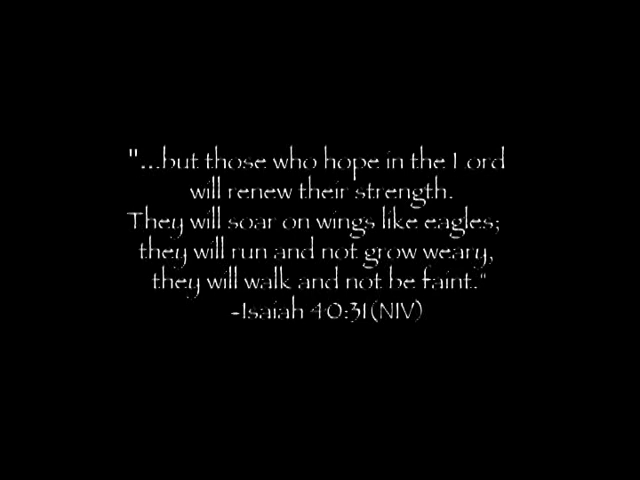 "...but those who hope in the Lord
will renew their strength.
They will soar on wings like eagles;
they will run and not grow weary,
they will walk and not be faint."
-Isaiah 40:31(NIV)